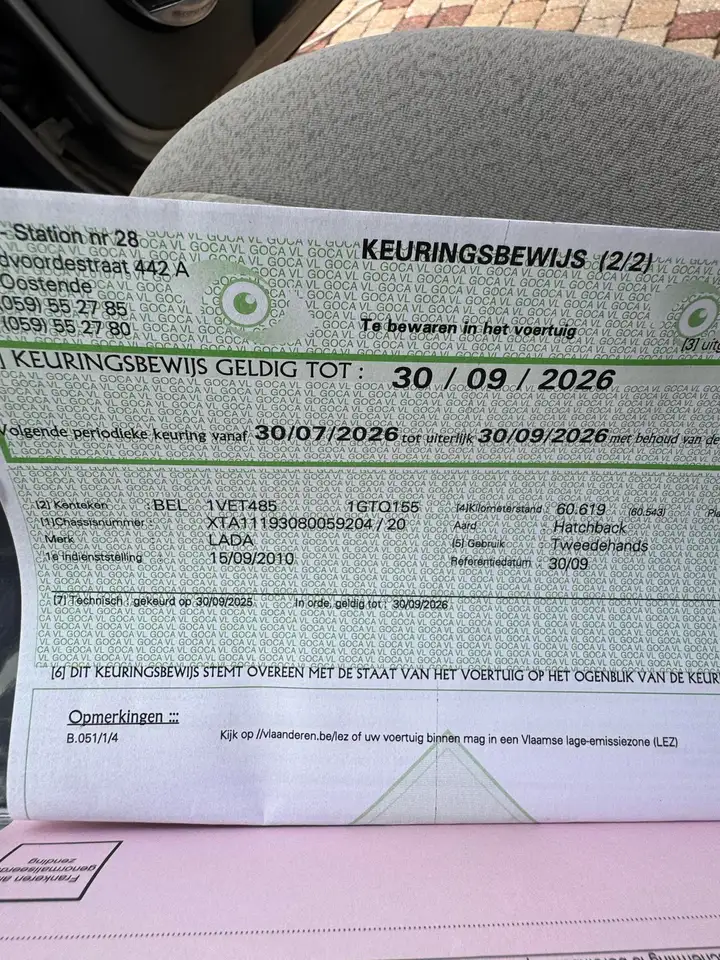 - Station nr 28
dvoordestraat 442 A
Oostende
(059) 55 27 85
(059) 55 27 80
KEURINGSBEWIJS (2/2)
Te bewaren in het voertuig
[3] uitg
] KEURINGSBEWIJS GELDIG TOT : 30 / 09 / 2026
Volgende periodieke keuring vanaf 30/07/2026 tot uiterlijk 30/09/2026 met behoud van de
[2] Kenteken : BEL 1VET485 1GTQ155
[1] Chassisnummer : XTA11193080059204 / 20
Merk LADA
1e indienststelling : 15/09/2010
[4] Kilometerstand : 60.619 (60.543)
Aard : Hatchback
[5] Gebruik : Tweedehands
Referentiedatum : 30/09
[7] Technisch : gekeurd op 30/09/2025 In orde, geldig tot : 30/09/2026
[6] DIT KEURINGSBEWIJS STEMT OVEREEN MET DE STAAT VAN HET VOERTUIG OP HET OGENBLIK VAN DE KEUR
Opmerkingen :::
B.051/1/4 Kijk op //vlaanderen.be/lez of uw voertuig binnen mag in een Vlaamse lage-emissiezone (LEZ)
Frankeren a
genormaliseerd
zending